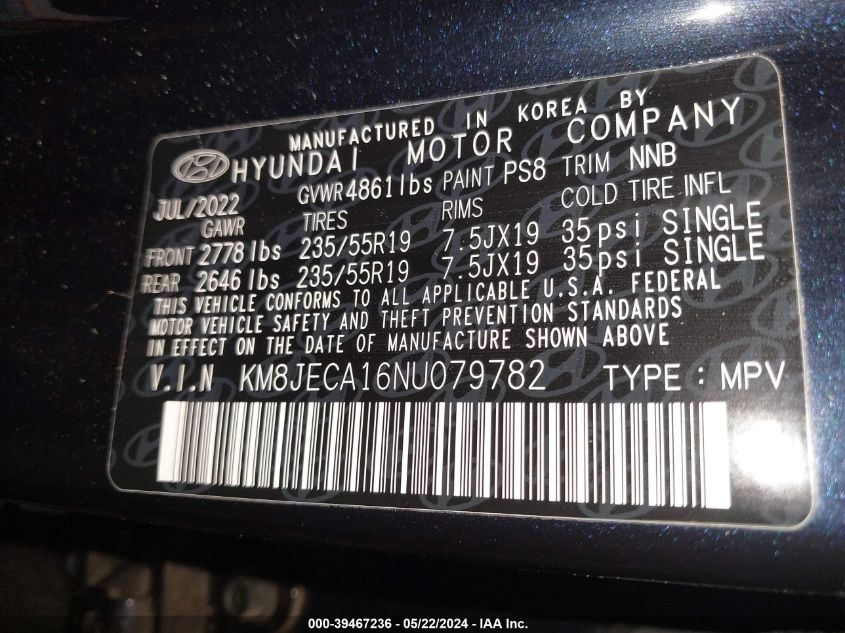 MANUFACTURED IN KOREA BY
HYUNDAI MOTOR COMPANY
JUL/2022 GVWR 4861 lbs PAINT PS8 TRIM NNB
GAWR TIRES RIMS COLD TIRE INFL
FRONT 2778 lbs 235/55R19 7.5JX19 35psi SINGLE
REAR 2646 lbs 235/55R19 7.5JX19 35psi SINGLE
THIS VEHICLE CONFORMS TO ALL APPLICABLE U.S.A. FEDERAL
MOTOR VEHICLE SAFETY AND THEFT PREVENTION STANDARDS
IN EFFECT ON THE DATE OF MANUFACTURE SHOWN ABOVE
V.I.N KM8JECA16NU079782 TYPE : MPV
000-39467236 - 05/22/2024 - IAA Inc.